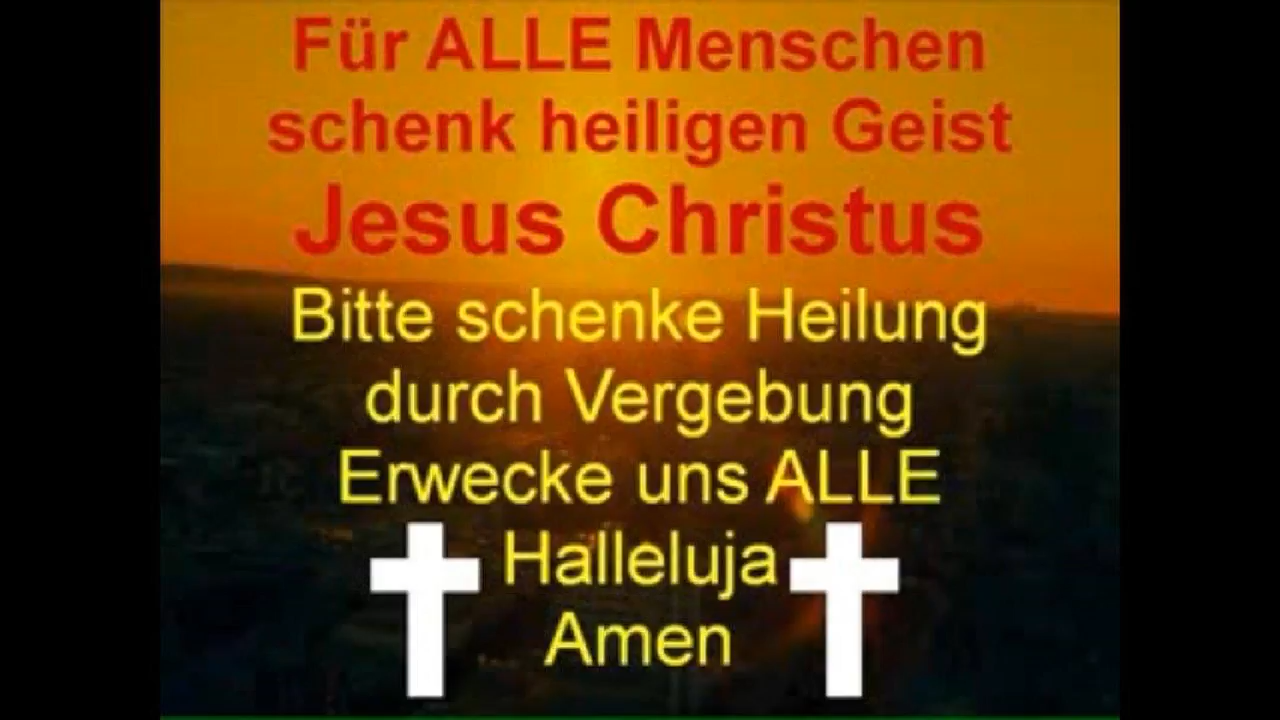 Für ALLE Menschen
schenk heiligen Geist
Jesus Christus
Bitte schenke Heilung
durch Vergebung
Erwecke uns ALLE
Halleluja
Amen